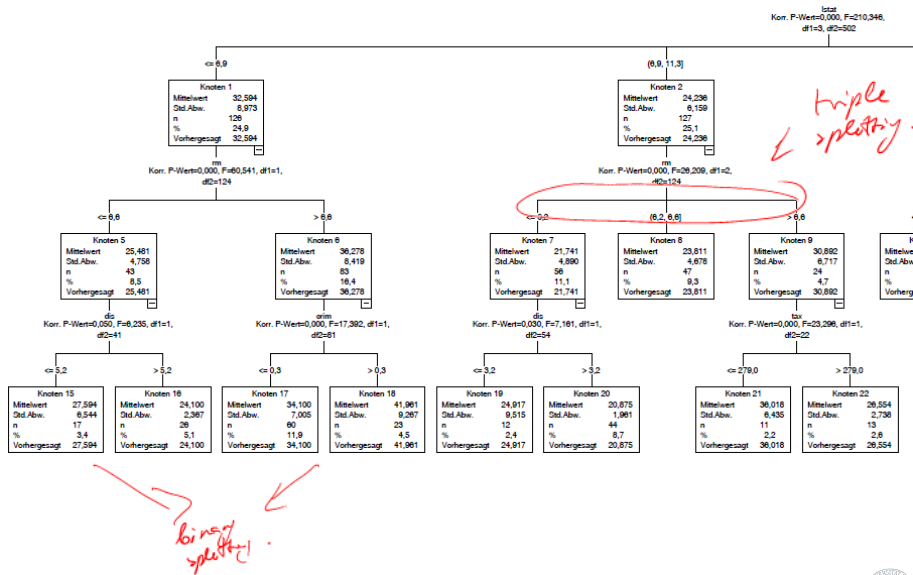 lstat
Korr. P-Wert=0,000, F=210,346,
df1=3, df2=502
<= 6,9
(6,9, 11,3]
Knoten 1
Mittelwert 32,594
Std.Abw. 8,973
n 126
% 24,9
Vorhergesagt 32,594
Knoten 2
Mittelwert 24,236
Std.Abw. 6,159
n 127
% 25,1
Vorhergesagt 24,236
triple
splitting.
rm
Korr. P-Wert=0,000, F=60,541, df1=1,
df2=124
rm
Korr. P-Wert=0,000, F=26,209, df1=2,
df2=124
<= 6,6
> 6,6
<= 6,2
(6,2, 6,6]
> 6,6
Knoten 5
Mittelwert 25,481
Std.Abw. 4,758
n 43
% 8,5
Vorhergesagt 25,481
Knoten 6
Mittelwert 36,278
Std.Abw. 8,419
n 83
% 16,4
Vorhergesagt 36,278
Knoten 7
Mittelwert 21,741
Std.Abw. 4,890
n 56
% 11,1
Vorhergesagt 21,741
Knoten 8
Mittelwert 23,811
Std.Abw. 4,678
n 47
% 9,3
Vorhergesagt 23,811
Knoten 9
Mittelwert 30,892
Std.Abw. 6,717
n 24
% 4,7
Vorhergesagt 30,892
dis
Korr. P-Wert=0,050, F=6,235, df1=1,
df2=41
crim
Korr. P-Wert=0,000, F=17,392, df1=1,
df2=81
dis
Korr. P-Wert=0,030, F=7,161, df1=1,
df2=54
tax
Korr. P-Wert=0,000, F=23,296, df1=1,
df2=22
<= 5,2
> 5,2
<= 0,3
> 0,3
<= 3,2
> 3,2
<= 279,0
> 279,0
Knoten 15
Mittelwert 27,594
Std.Abw. 6,544
n 17
% 3,4
Vorhergesagt 27,594
Knoten 16
Mittelwert 24,100
Std.Abw. 2,367
n 26
% 5,1
Vorhergesagt 24,100
Knoten 17
Mittelwert 34,100
Std.Abw. 7,005
n 60
% 11,9
Vorhergesagt 34,100
Knoten 18
Mittelwert 41,961
Std.Abw. 9,267
n 23
% 4,5
Vorhergesagt 41,961
Knoten 19
Mittelwert 24,917
Std.Abw. 9,515
n 12
% 2,4
Vorhergesagt 24,917
Knoten 20
Mittelwert 20,875
Std.Abw. 1,961
n 44
% 8,7
Vorhergesagt 20,875
Knoten 21
Mittelwert 36,018
Std.Abw. 6,435
n 11
% 2,2
Vorhergesagt 36,018
Knoten 22
Mittelwert 26,554
Std.Abw. 2,738
n 13
% 2,6
Vorhergesagt 26,554
binary